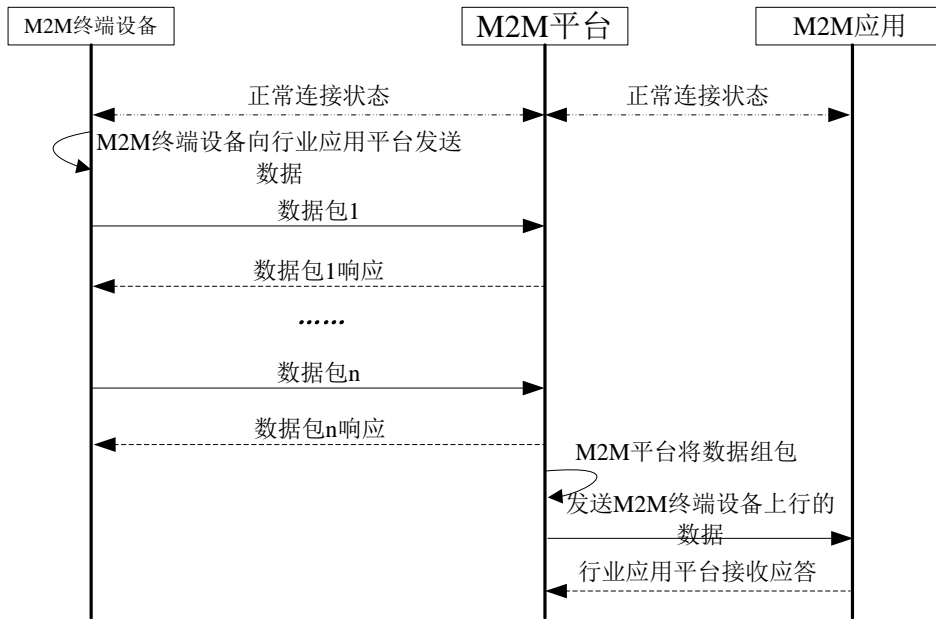 M2M终端设备
M2M平台
M2M应用
正常连接状态
正常连接状态
M2M终端设备向行业应用平台发送
数据
数据包1
数据包1响应
......
数据包n
数据包n响应
M2M平台将数据组包
发送M2M终端设备上行的
数据
行业应用平台接收应答